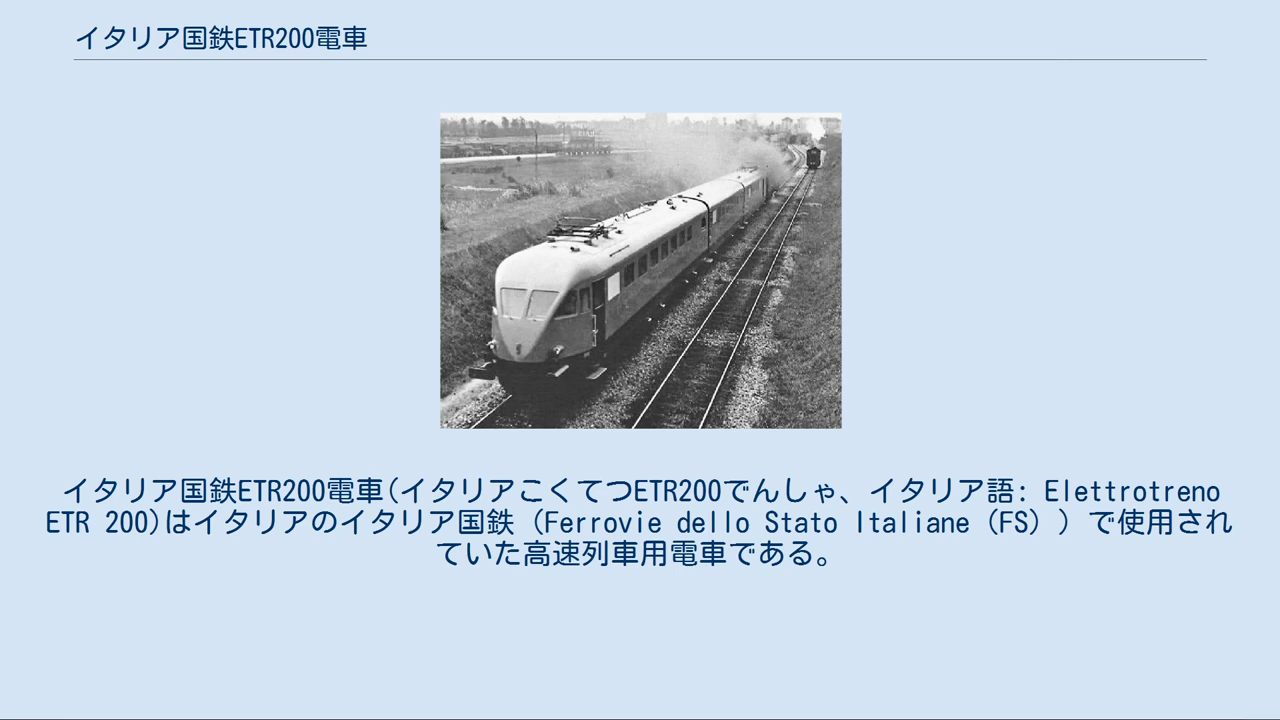 イタリア国鉄ETR200電車
イタリア国鉄ETR200電車(イタリアこくてつETR200でんしゃ、イタリア語: Elettrotreno
ETR 200)はイタリアのイタリア国鉄（Ferrovie dello Stato Italiane（FS））で使用され
ていた高速列車用電車である。